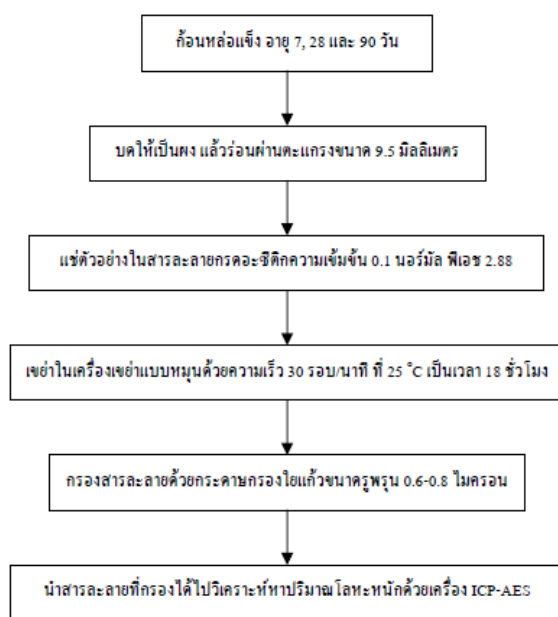 ก้อนหล่อแข็ง อายุ 7, 28 และ 90 วัน
บดให้เป็นผง แล้วร่อนผ่านตะแกรงขนาด 9.5 มิลลิเมตร
แช่ตัวอย่างในสารละลายกรดอะซีติกความเข้มข้น 0.1 นอร์มัล พีเอช 2.88
เขย่าในเครื่องเขย่าแบบหมุนด้วยความเร็ว 30 รอบ/นาที ที่ 25 °C เป็นเวลา 18 ชั่วโมง
กรองสารละลายด้วยกระดาษกรองใยแก้วขนาดรูพรุน 0.6-0.8 ไมครอน
นำสารละลายที่กรองได้ไปวิเคราะห์หาปริมาณโลหะหนักด้วยเครื่อง ICP-AES